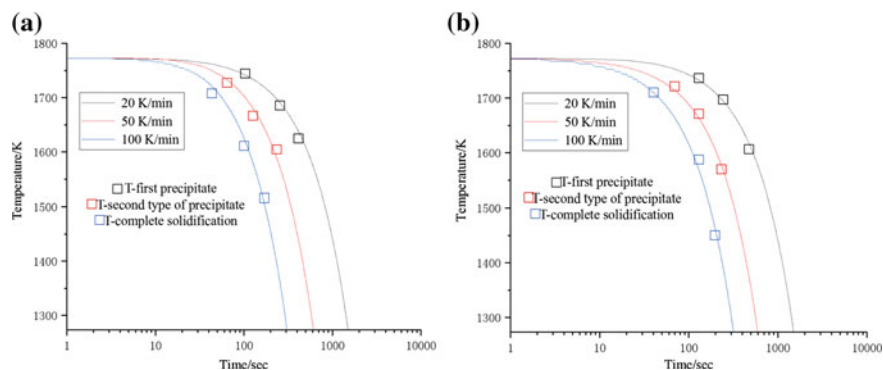 (a)
1800
1700
1600
1500
1400
1300
Temperature/K
20 K/min
50 K/min
100 K/min
T-first precipitate
T-second type of precipitate
T-complete solidification
1
10
100
1000
10000
Time/sec
(b)
1800
1700
1600
1500
1400
1300
Temperature/K
20 K/min
50 K/min
100 K/min
T-first precipitate
T-second type of precipitate
T-complete solidification
1
10
100
1000
10000
Time/sec